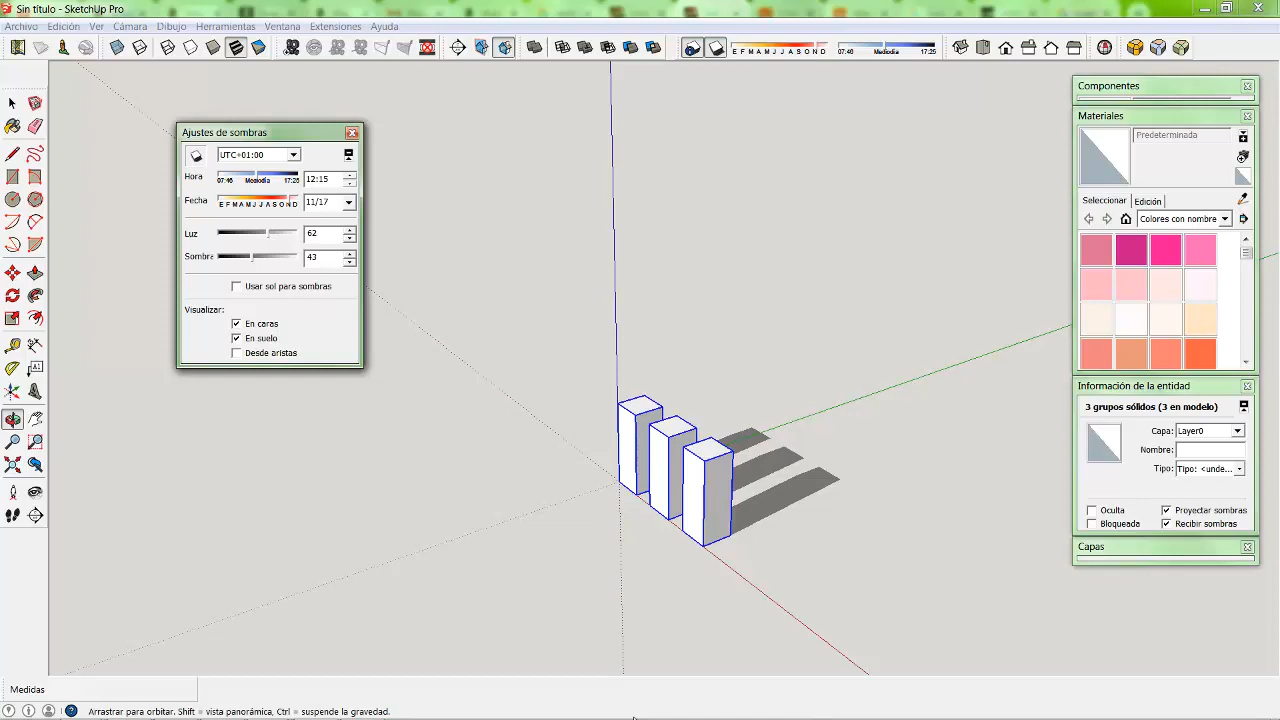 Sin título - SketchUp Pro
Archivo Edición Ver Cámara Dibujo Herramientas Ventana Extensiones Ayuda
E F M A M J J A S O N D 07:46 Mediodía 17:25
Ajustes de sombras
UTC+01:00
Hora 07:46 Mediodía 17:25 12:15
Fecha E F M A M J J A S O N D 11/17
Luz 62
Sombra 43
Usar sol para sombras
Visualizar:
En caras
En suelo
Desde aristas
Componentes
Materiales
Predeterminada
Seleccionar Edición
Colores con nombre
Información de la entidad
3 grupos sólidos (3 en modelo)
Capa: Layer0
Nombre:
Tipo: Tipo: <unde...
Oculta Proyectar sombras
Bloqueada Recibir sombras
Capas
Medidas
Arrastrar para orbitar. Shift = vista panorámica, Ctrl = suspende la gravedad.